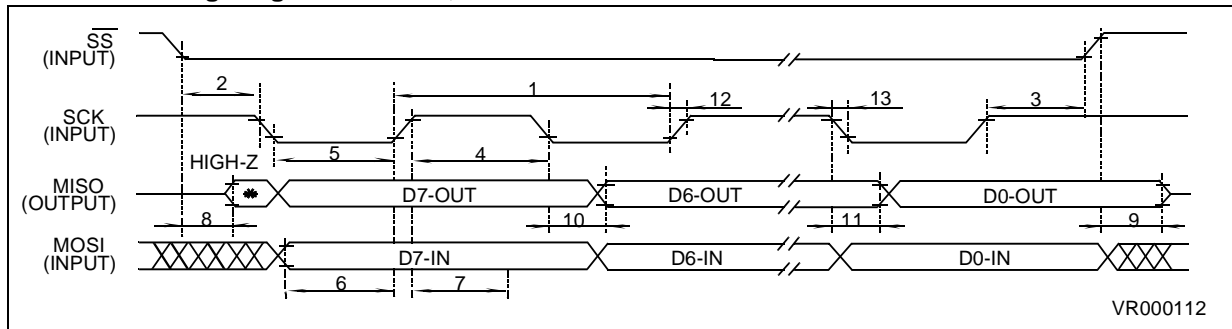 SS
(INPUT)
2
1
12
13
3
SCK
(INPUT)
5
4
HIGH-Z
MISO
(OUTPUT)
D7-OUT
D6-OUT
D0-OUT
8
10
11
9
MOSI
(INPUT)
D7-IN
D6-IN
D0-IN
6
7
VR000112